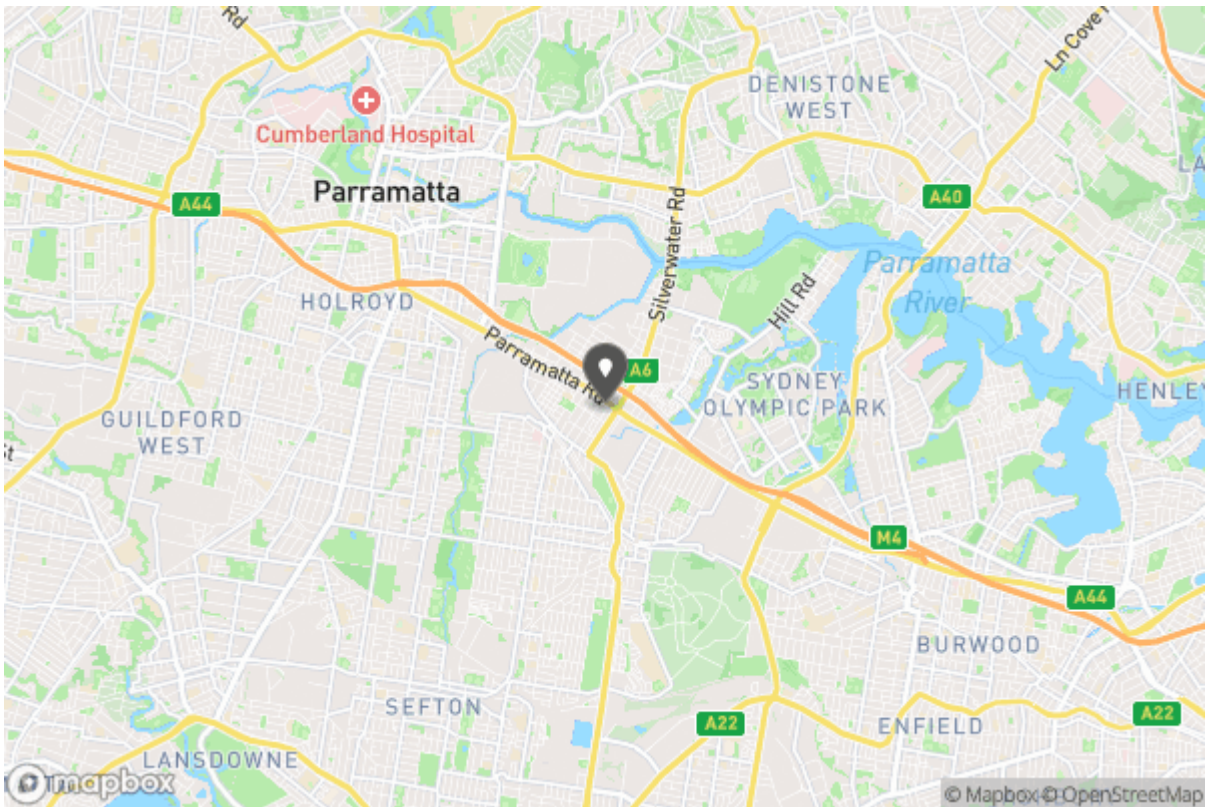 Rd
Ln Cove
DENISTONE
WEST
Cumberland Hospital
Parramatta
A44
A40
Silverwater Rd
Parramatta
River
Hill Rd
HOLROYD
Parramatta Rd
A6
SYDNEY
OLYMPIC PARK
HENLEY
GUILDFORD
WEST
St
M4
A44
BURWOOD
SEFTON
A22
ENFIELD
A22
LANSDOWNE
mapbox
© Mapbox © OpenStreetMap